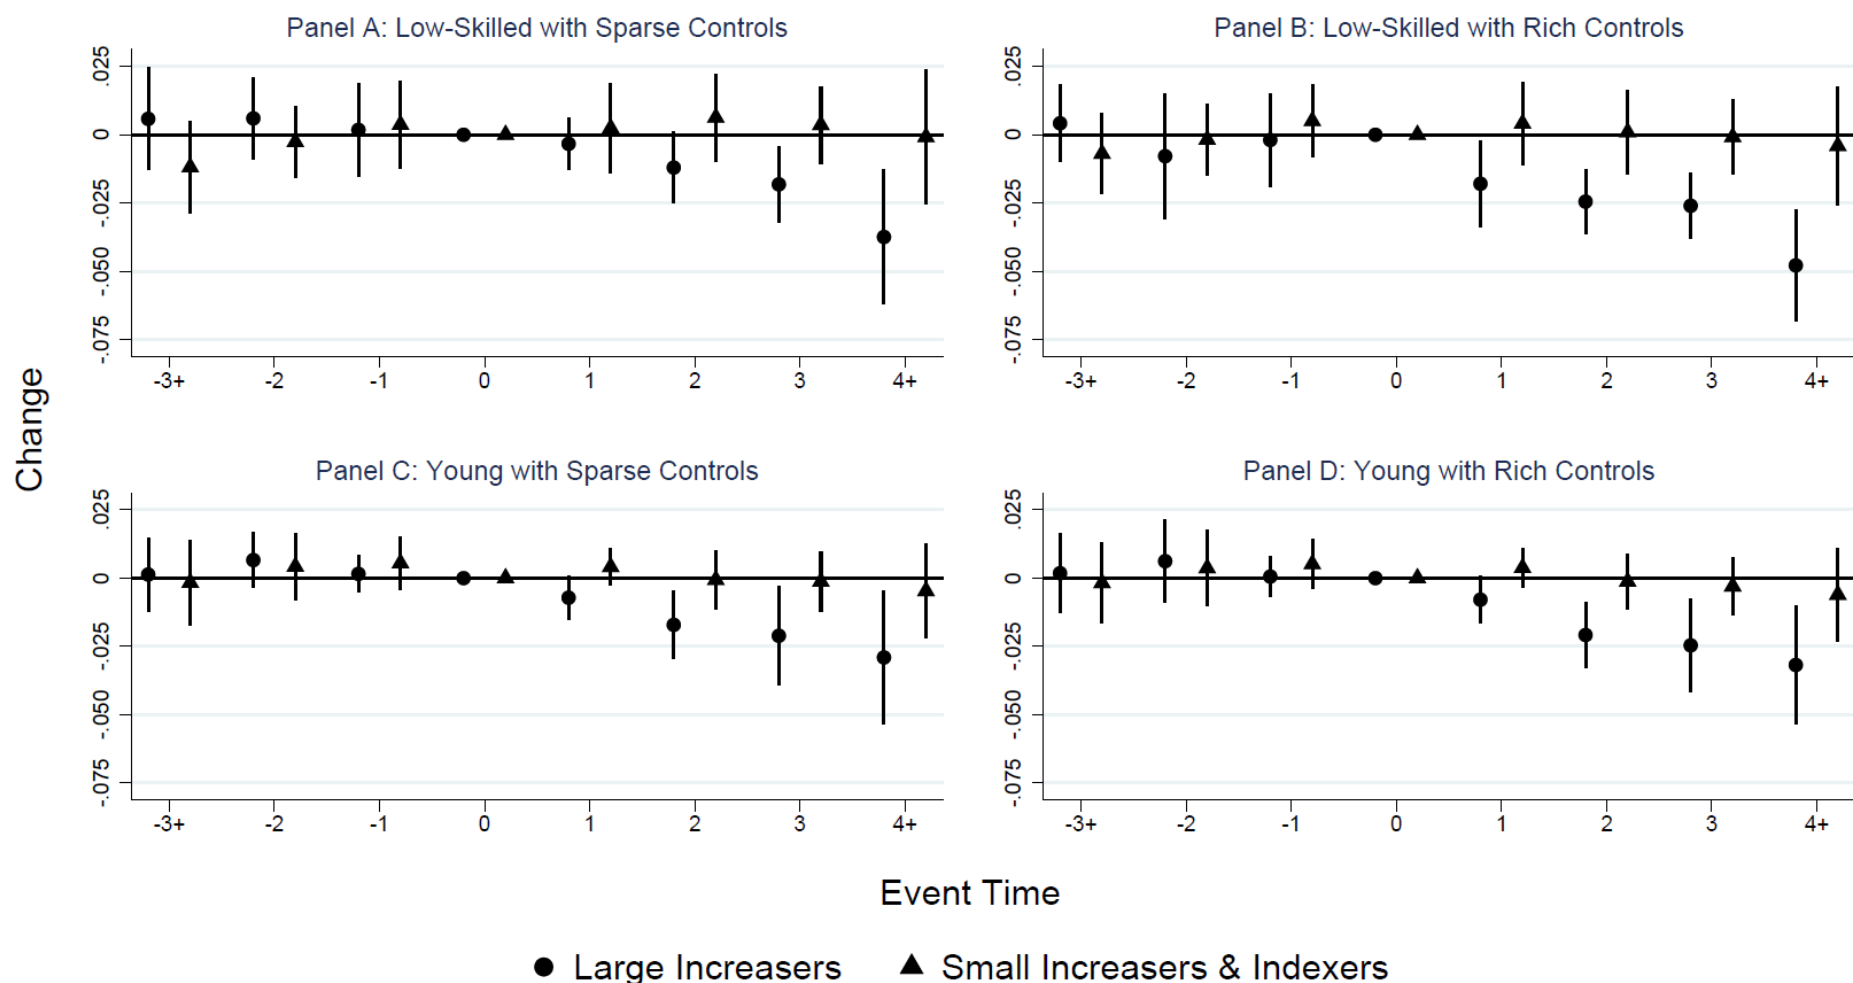 Panel A: Low-Skilled with Sparse Controls
.025
0
-.025
-.050
-.075
-3+ -2 -1 0 1 2 3 4+
Panel B: Low-Skilled with Rich Controls
.025
0
-.025
-.050
-.075
-3+ -2 -1 0 1 2 3 4+
Change
Panel C: Young with Sparse Controls
.025
0
-.025
-.050
-.075
-3+ -2 -1 0 1 2 3 4+
Panel D: Young with Rich Controls
.025
0
-.025
-.050
-.075
-3+ -2 -1 0 1 2 3 4+
Event Time
Large Increasers Small Increasers & Indexers